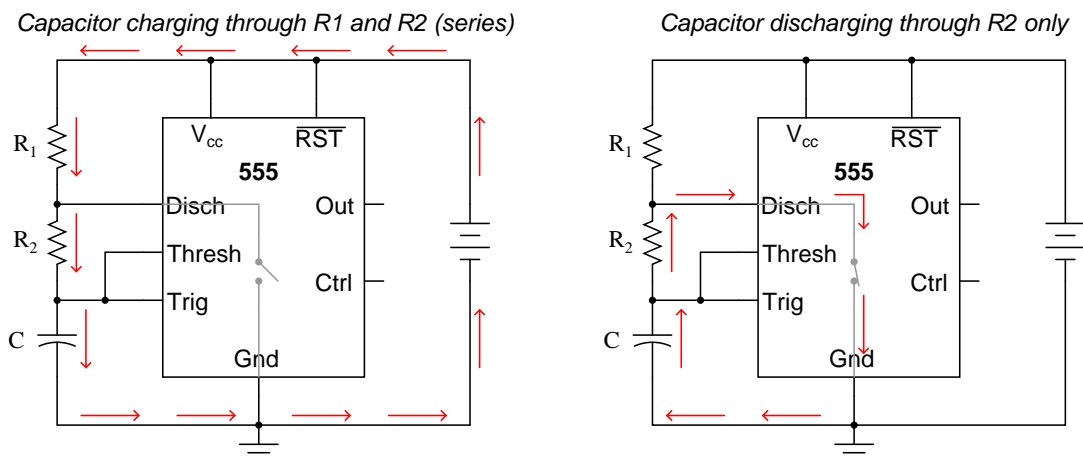 Capacitor charging through R1 and R2 (series)
Vcc
RST
R1
555
Disch
Out
R2
Thresh
Ctrl
Trig
C
Gnd
Capacitor discharging through R2 only
Vcc
RST
R1
555
Disch
Out
R2
Thresh
Ctrl
Trig
C
Gnd